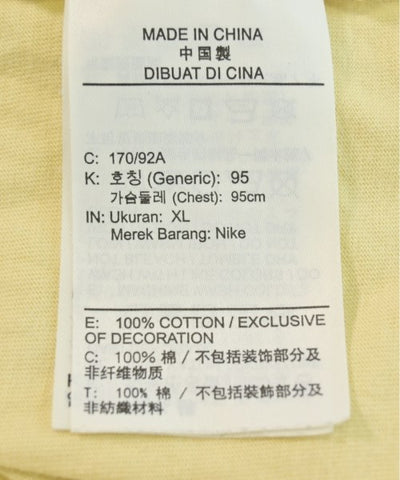 MADE IN CHINA
中国製
DIBUAT DI CINA
C: 170/92A
K: 호칭 (Generic): 95
가슴둘레 (Chest): 95cm
IN: Ukuran: XL
Merek Barang: Nike
E: 100% COTTON / EXCLUSIVE
OF DECORATION
C: 100% 棉 / 不包括装饰部分及
非纤维物质
T: 100% 棉 / 不包括裝飾部分及
非紡織材料